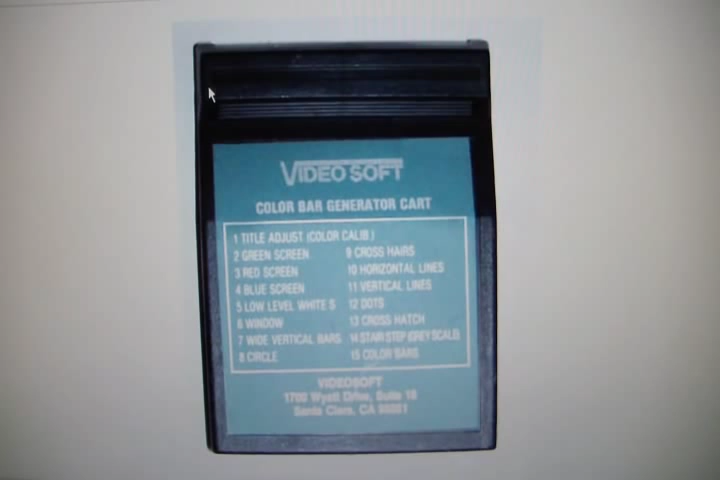 VIDEO SOFT
COLOR BAR GENERATOR CART
1 TITLE ADJUST (COLOR CALIB.)
2 GREEN SCREEN
3 RED SCREEN
4 BLUE SCREEN
5 LOW LEVEL WHITE S
6 WINDOW
7 WIDE VERTICAL BARS
8 CIRCLE
9 CROSS HAIRS
10 HORIZONTAL LINES
11 VERTICAL LINES
12 DOTS
13 CROSS HATCH
14 STAIR STEP (GREY SCALE)
15 COLOR BARS
VIDEOSOFT
1700 Wyatt Drive, Suite 18
Santa Clara, CA